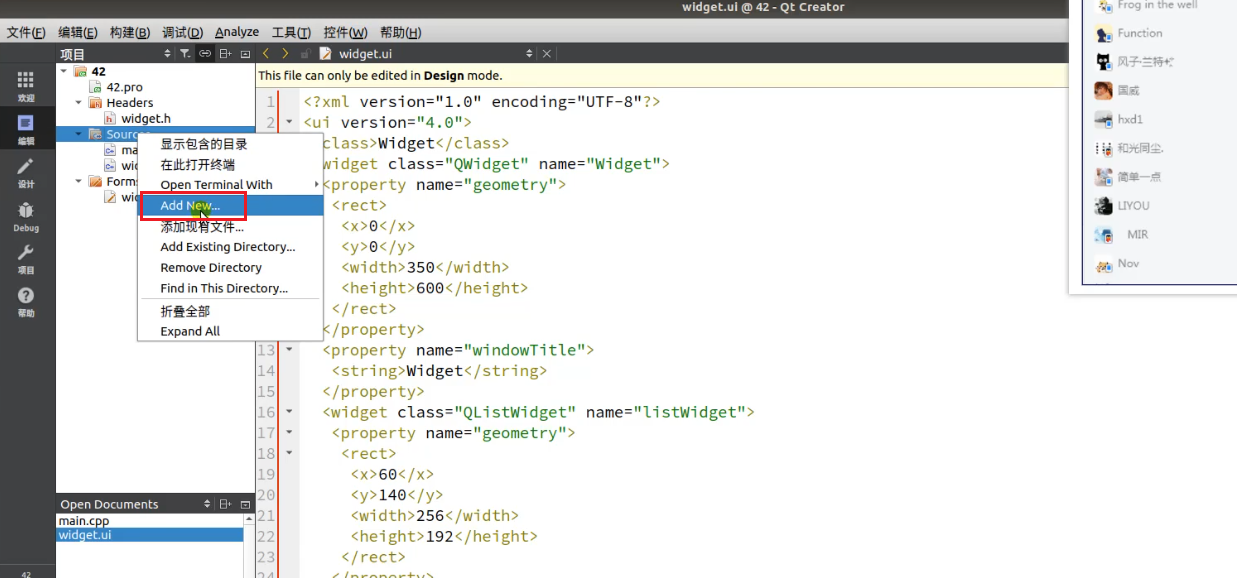 widget.ui @ 42 - Qt Creator
文件(F) 编辑(E) 构建(B) 调试(D) Analyze 工具(T) 控件(W) 帮助(H)
项目
widget.ui
欢迎
编辑
设计
Debug
项目
帮助
42
42
42.pro
Headers
widget.h
Sourc
ma
wid
Forms
wi
显示包含的目录
在此打开终端
Open Terminal With
Add New...
添加现有文件...
Add Existing Directory...
Remove Directory
Find in This Directory...
折叠全部
Expand All
Open Documents
main.cpp
widget.ui
This file can only be edited in Design mode.
1 <?xml version="1.0" encoding="UTF-8"?>
2 <ui version="4.0">
class>Widget</class>
widget class="QWidget" name="Widget">
<property name="geometry">
<rect>
<x>0</x>
<y>0</y>
<width>350</width>
<height>600</height>
</rect>
</property>
13 <property name="windowTitle">
14 <string>Widget</string>
15 </property>
16 <widget class="QListWidget" name="listWidget">
17 <property name="geometry">
18 <rect>
19 <x>60</x>
20 <y>140</y>
21 <width>256</width>
22 <height>192</height>
23 </rect>
24 </property>
Frog in the well
Function
风子·兰特
国威
hxd1
和光同尘.
简单一点
LIYOU
MIR
Nov